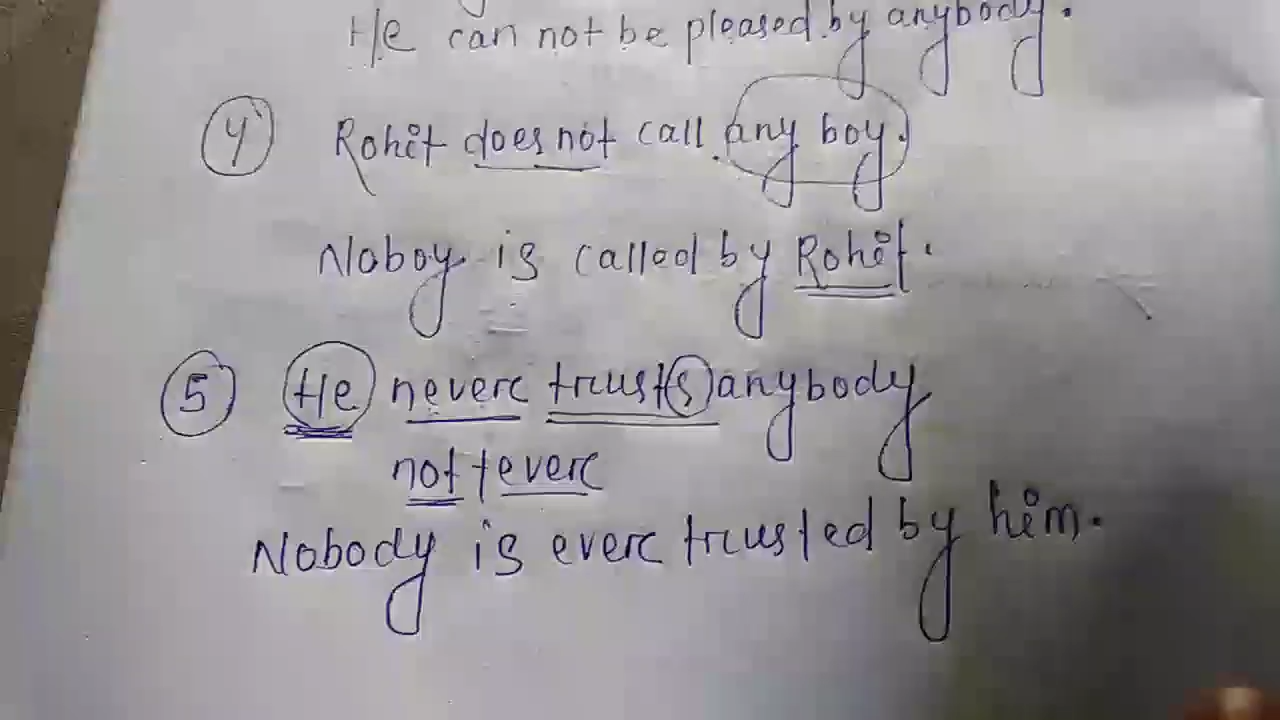 He can not be pleased by anybody.
4 Rohit does not call any boy.
Noboy is called by Rohit.
5 He never trusts anybody
not + ever
Nobody is ever trusted by him.